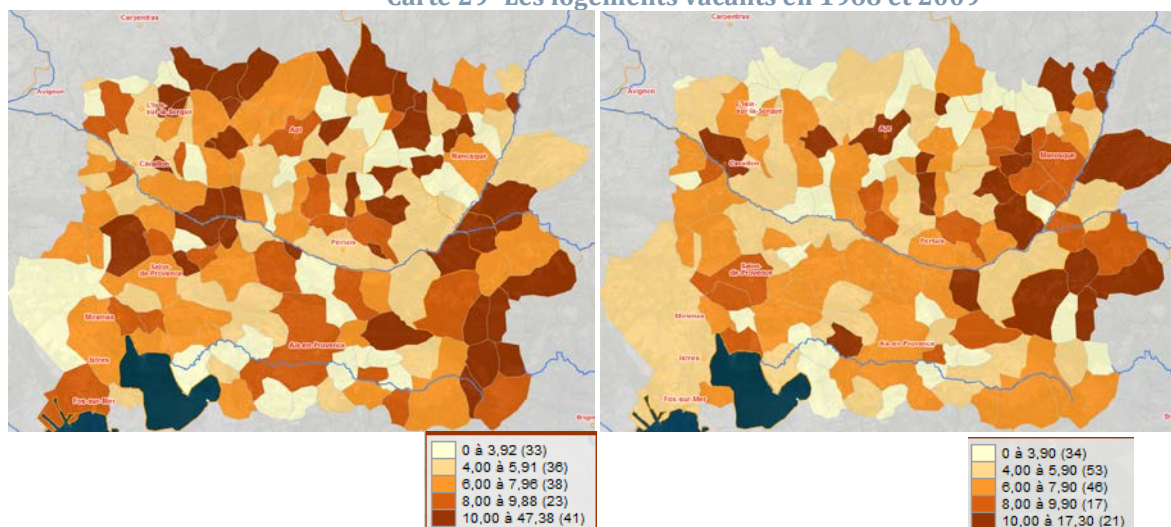 Carte 29- Les logements vacants en 1968 et 2009
Carpentras
Avignon
L'Isle-
sur-la-Sorgue
Apt
Cavaillon
Manosque
Pertuis
Salon
de-Provence
Miramas
Istres
Aix-en-Provence
Fos-sur-Mer
Brigno
0 à 3,92 (33)
4,00 à 5,91 (36)
6,00 à 7,96 (38)
8,00 à 9,88 (23)
10,00 à 47,38 (41)
Carpentras
Avignon
L'Isle-
sur-la-Sorgue
Apt
Cavaillon
Manosque
Pertuis
Salon
de-Provence
Miramas
Istres
Aix-en-Provence
Fos-sur-Mer
Br
0 à 3,90 (34)
4,00 à 5,90 (53)
6,00 à 7,90 (46)
8,00 à 9,90 (17)
10,00 à 17,30 (21)